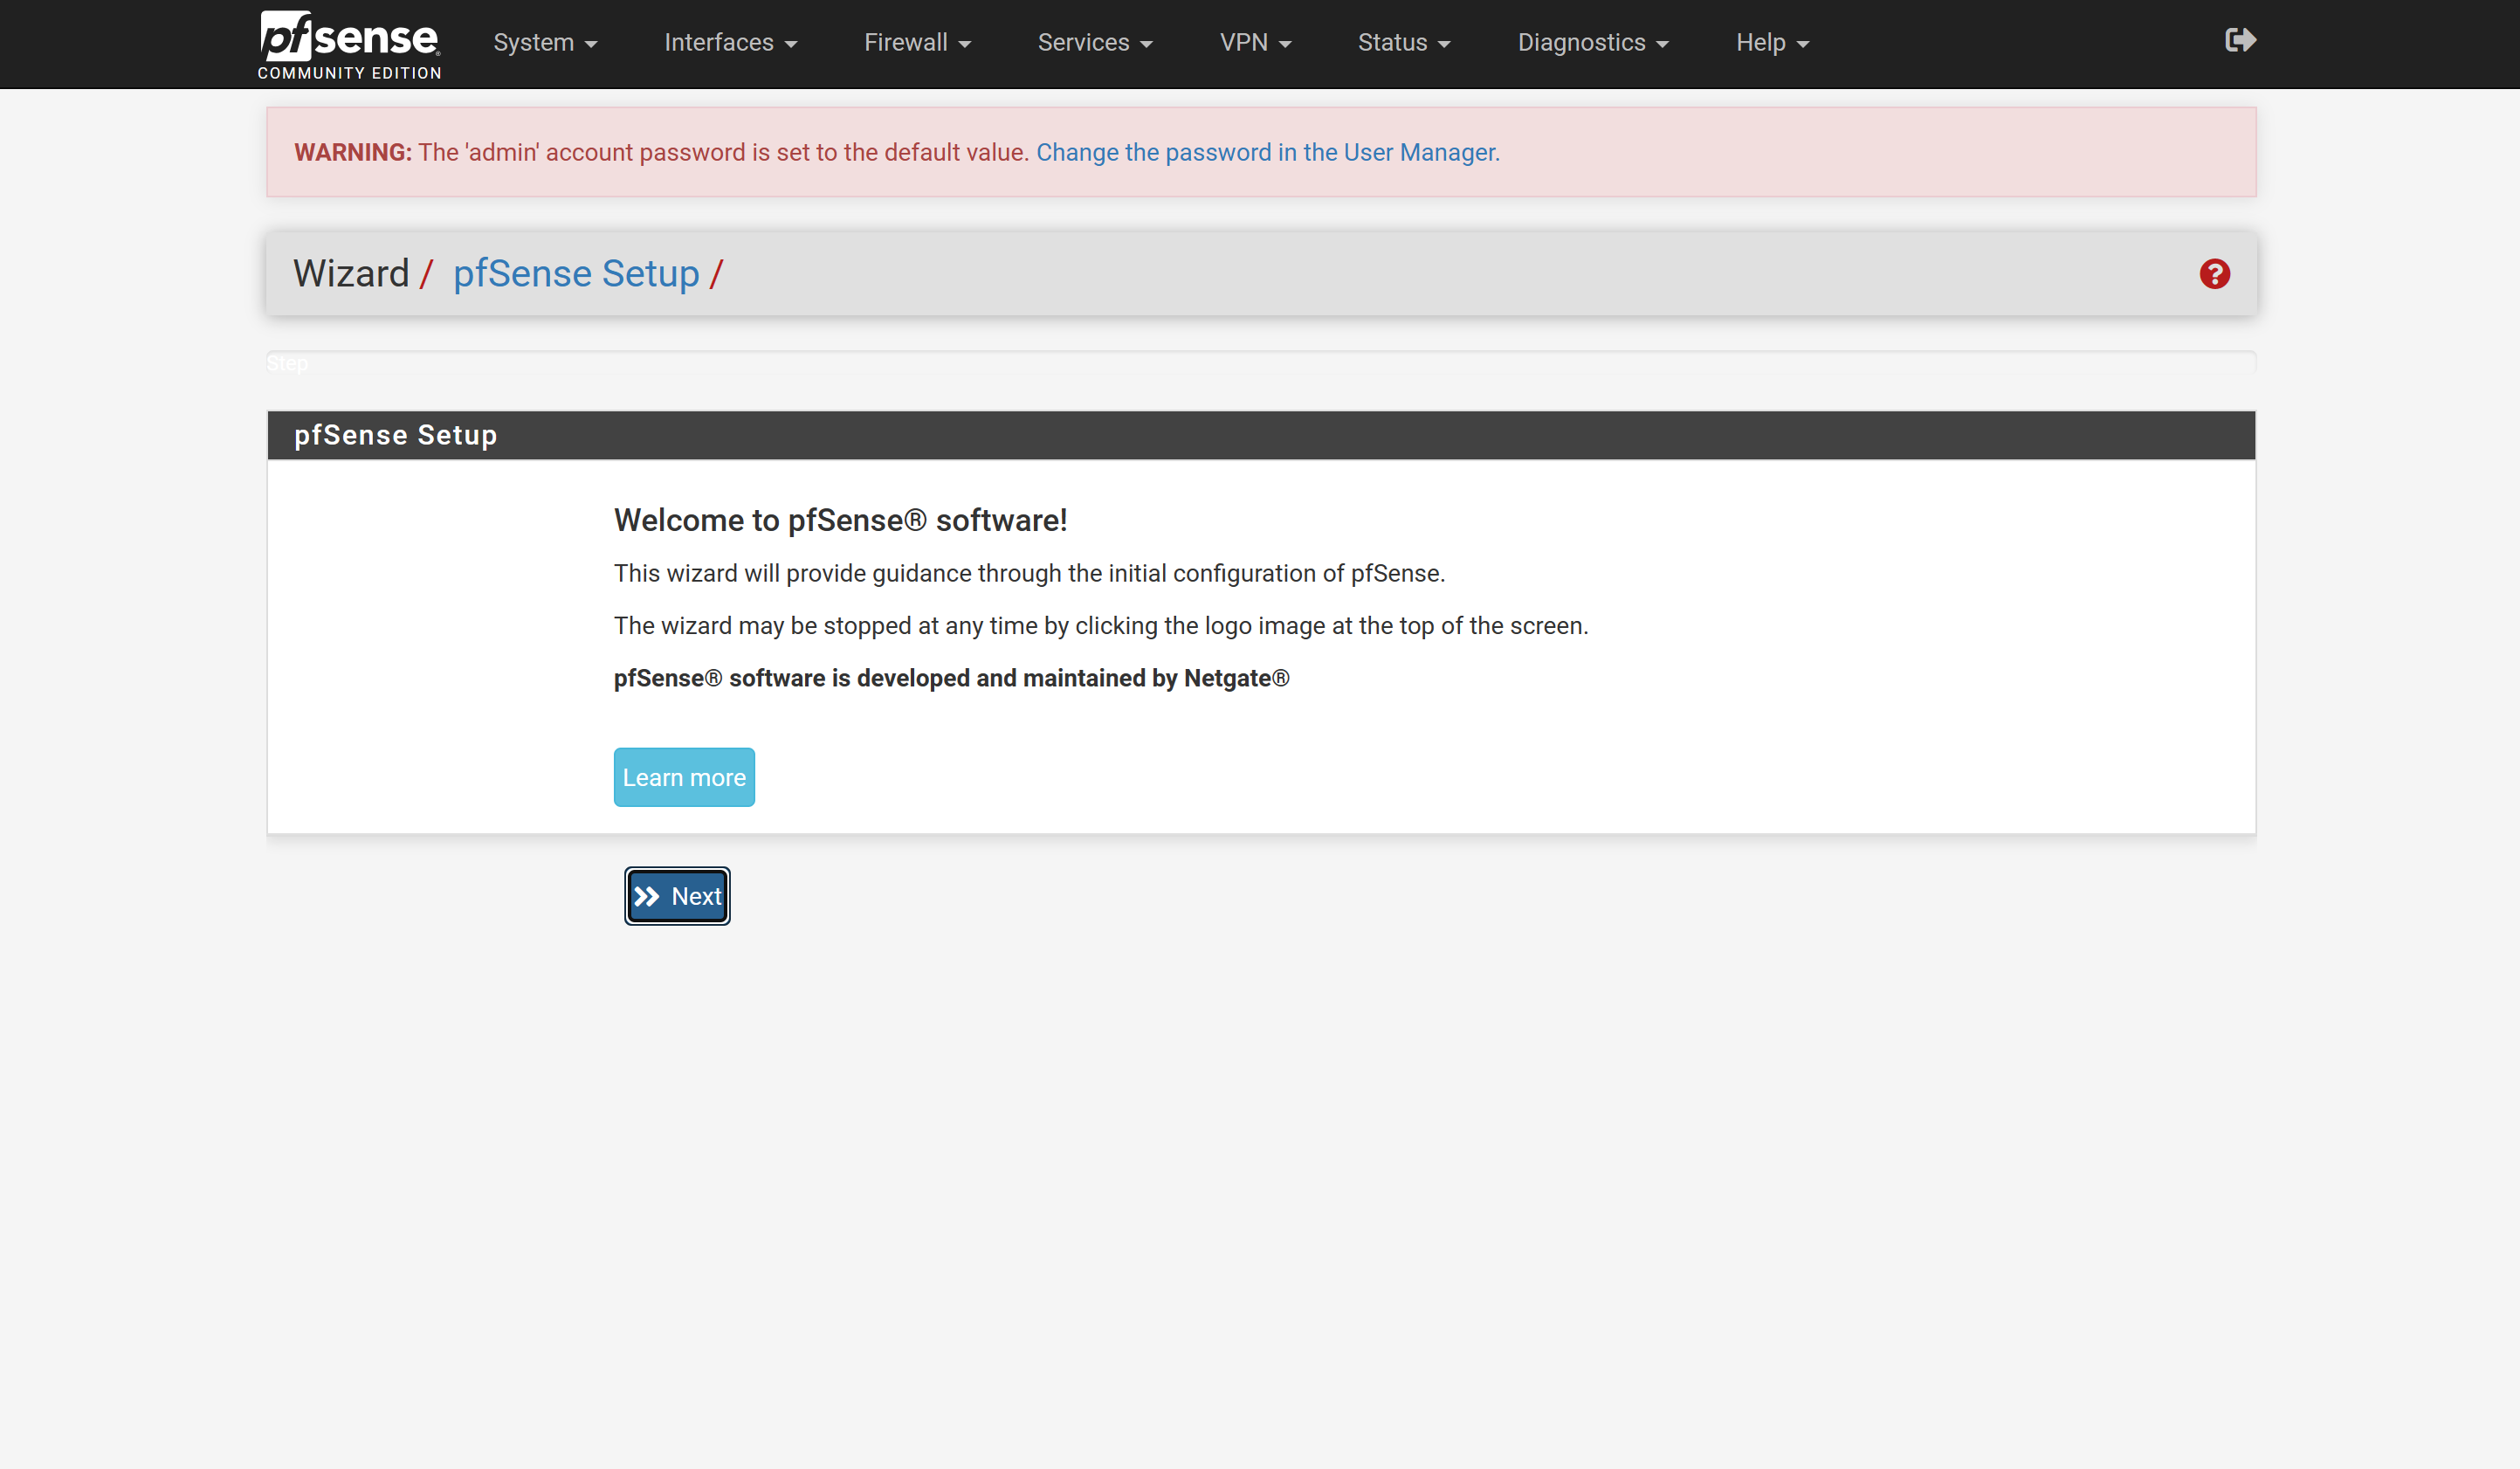 pfsense
COMMUNITY EDITION
System Interfaces Firewall Services VPN Status Diagnostics Help
WARNING: The 'admin' account password is set to the default value. Change the password in the User Manager.
Wizard / pfSense Setup /
Step
pfSense Setup
Welcome to pfSense® software!
This wizard will provide guidance through the initial configuration of pfSense.
The wizard may be stopped at any time by clicking the logo image at the top of the screen.
pfSense® software is developed and maintained by Netgate®
Learn more
Next